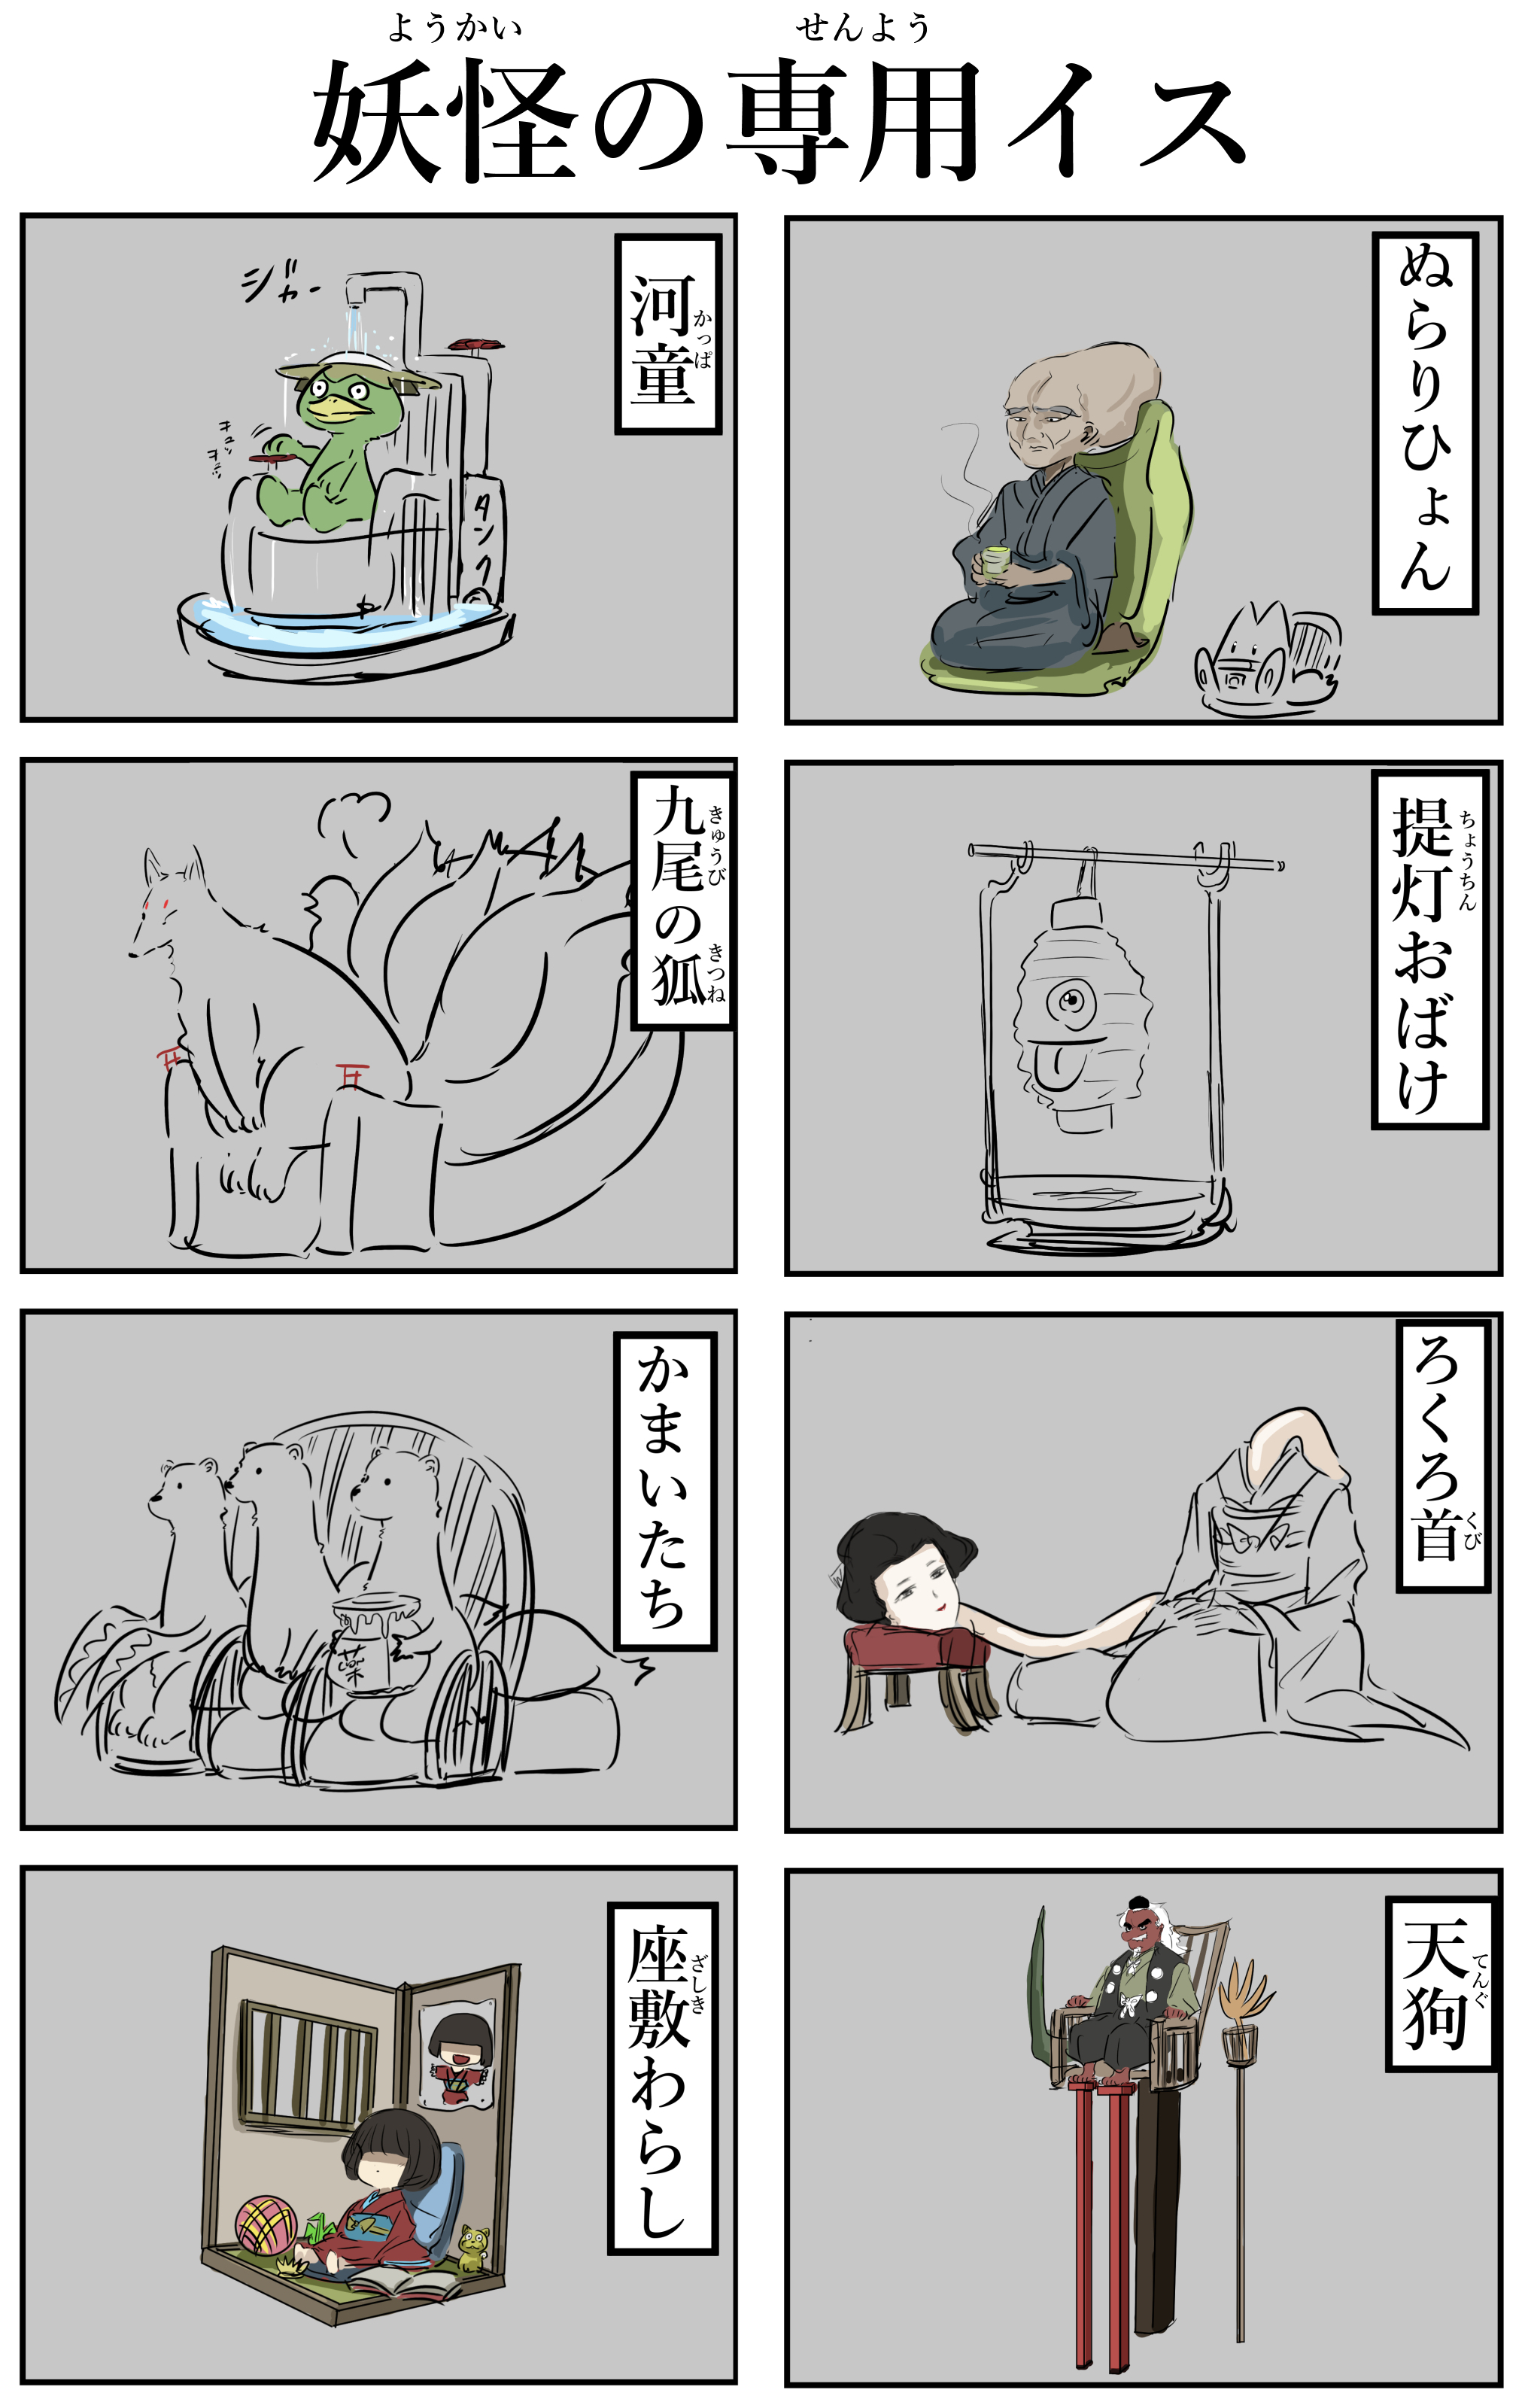 ようかい せんよう
妖怪の専用イス
ぬらりひょん
河童
かっぱ
ジャー
キュッ
キュッ
タンク
提灯おばけ
ちょうちん
九尾の狐
きゅうび きつね
ろくろ首
くび
かまいたち
薬
天狗
てんぐ
座敷わらし
ざしき